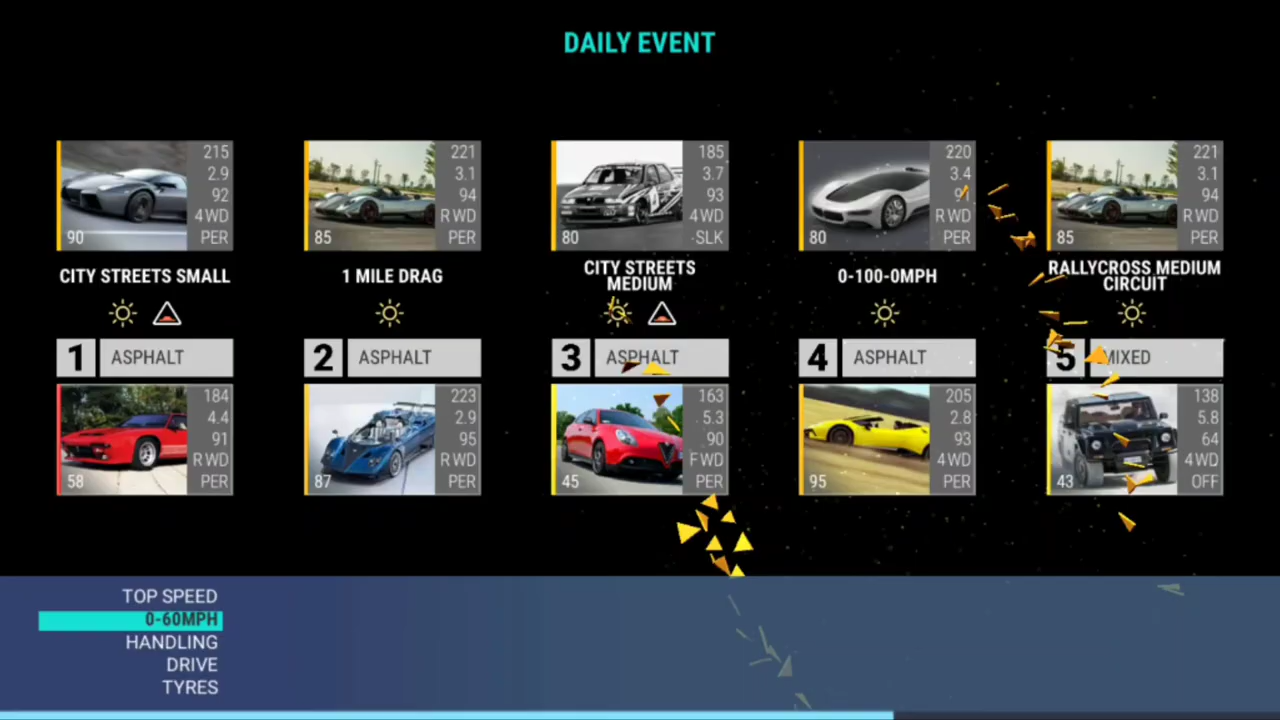 DAILY EVENT
215
2.9
92
4WD
90 PER
221
3.1
94
RWD
85 PER
185
3.7
93
4WD
80 -SLK
220
3.4
91
RWD
80 PER
221
3.1
94
RWD
85 PER
CITY STREETS SMALL
1 MILE DRAG
CITY STREETS
MEDIUM
0-100-0MPH
RALLYCROSS MEDIUM
CIRCUIT
1 ASPHALT
2 ASPHALT
3 ASPHALT
4 ASPHALT
5 MIXED
184
4.4
91
RWD
58 PER
223
2.9
95
RWD
87 PER
163
5.3
90
FWD
45 PER
205
2.8
93
4WD
95 PER
138
5.8
64
4WD
43 OFF
TOP SPEED
0-60MPH
HANDLING
DRIVE
TYRES